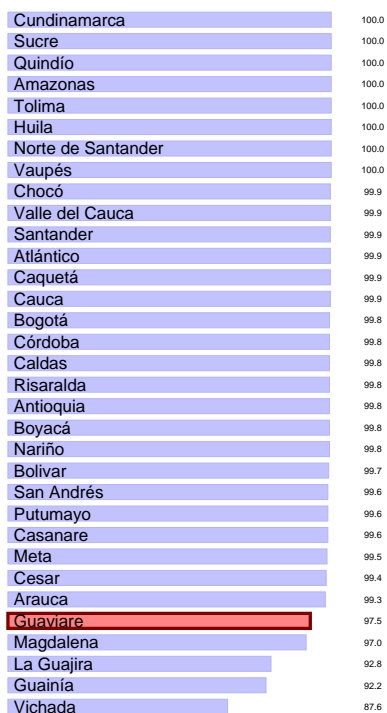 Cundinamarca 100.0
Sucre 100.0
Quindío 100.0
Amazonas 100.0
Tolima 100.0
Huila 100.0
Norte de Santander 100.0
Vaupés 100.0
Chocó 99.9
Valle del Cauca 99.9
Santander 99.9
Atlántico 99.9
Caquetá 99.9
Cauca 99.9
Bogotá 99.8
Córdoba 99.8
Caldas 99.8
Risaralda 99.8
Antioquia 99.8
Boyacá 99.8
Nariño 99.8
Bolivar 99.7
San Andrés 99.6
Putumayo 99.6
Casanare 99.6
Meta 99.5
Cesar 99.4
Arauca 99.3
Guaviare 97.5
Magdalena 97.0
La Guajira 92.8
Guainía 92.2
Vichada 87.6